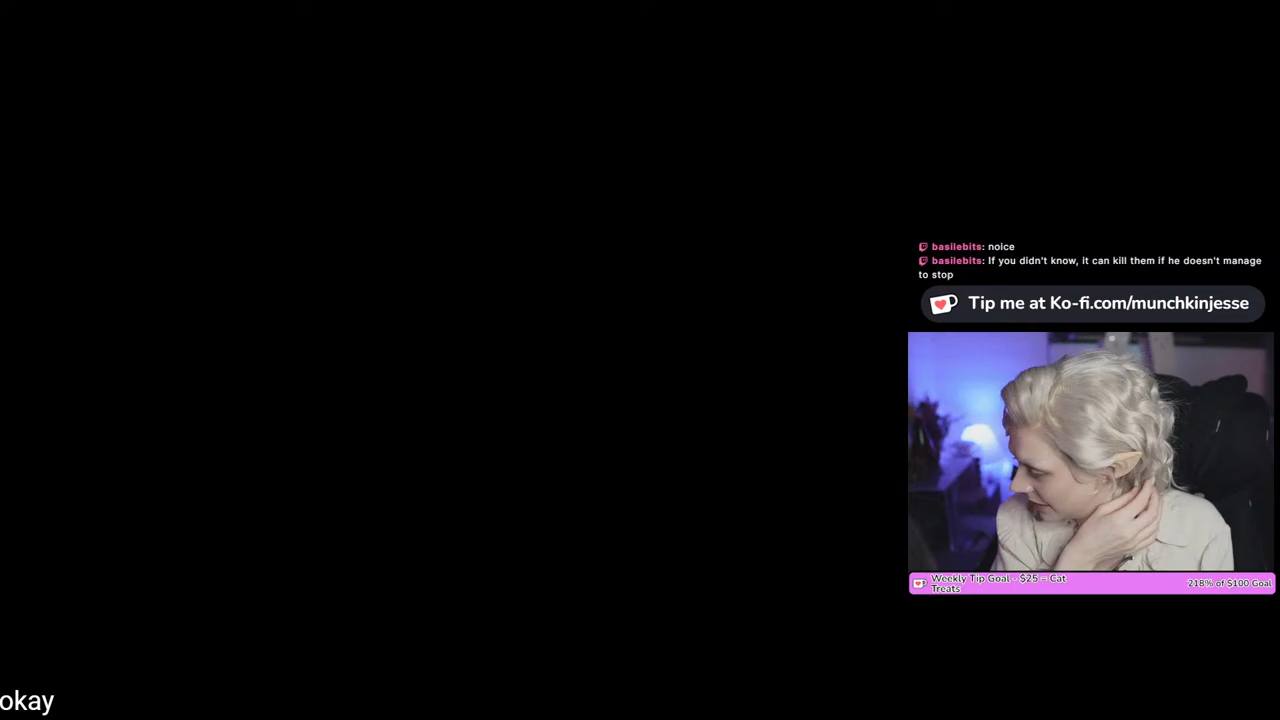 basilebits: noice
basilebits: If you didn't know, it can kill them if he doesn't manage
to stop
Tip me at Ko-fi.com/munchkinjesse
Weekly Tip Goal - $25 = Cat
Treats
218% of $100 Goal
okay